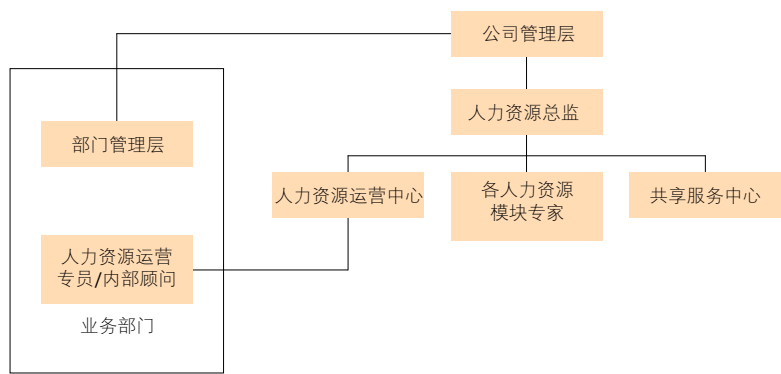 公司管理层
人力资源总监
部门管理层
人力资源运营中心
各人力资源
模块专家
共享服务中心
人力资源运营
专员/内部顾问
业务部门